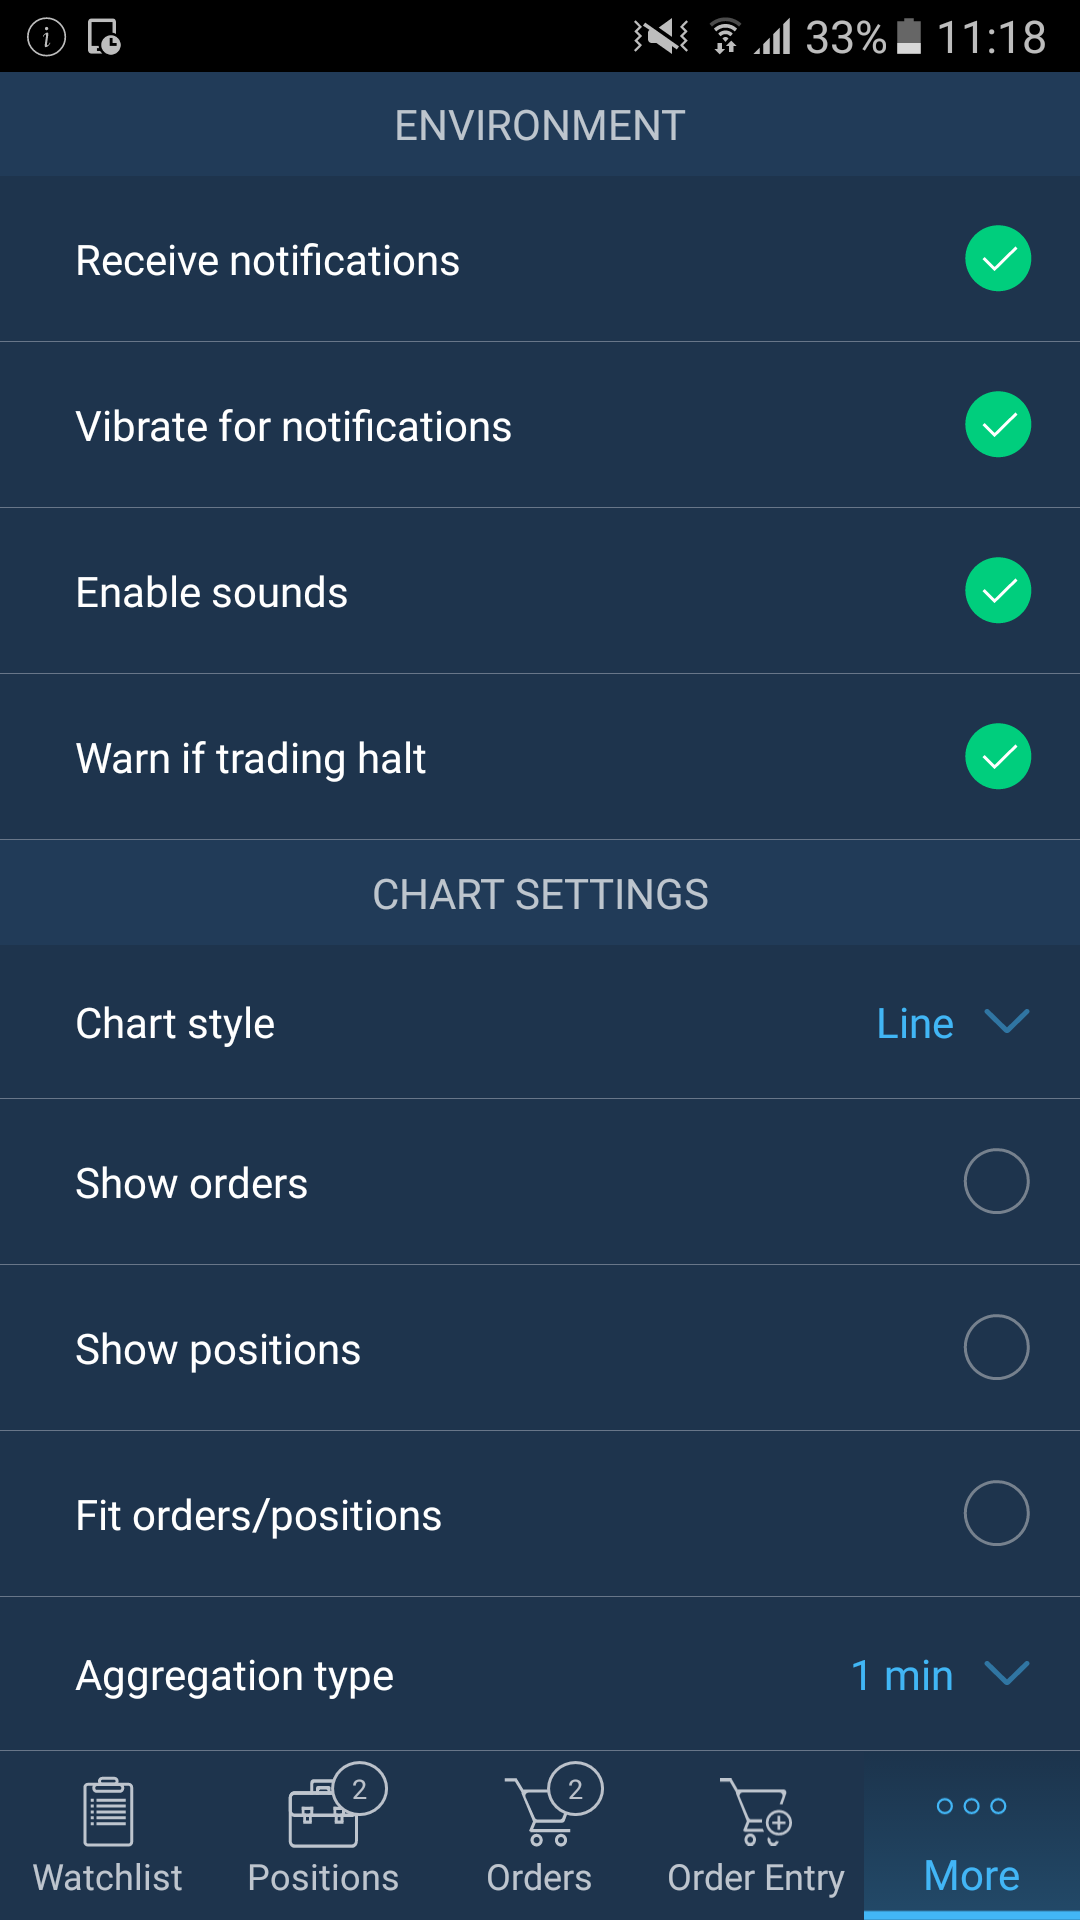 33% 11:18
ENVIRONMENT
Receive notifications
Vibrate for notifications
Enable sounds
Warn if trading halt
CHART SETTINGS
Chart style Line
Show orders
Show positions
Fit orders/positions
Aggregation type 1 min
2 2
Watchlist Positions Orders Order Entry More